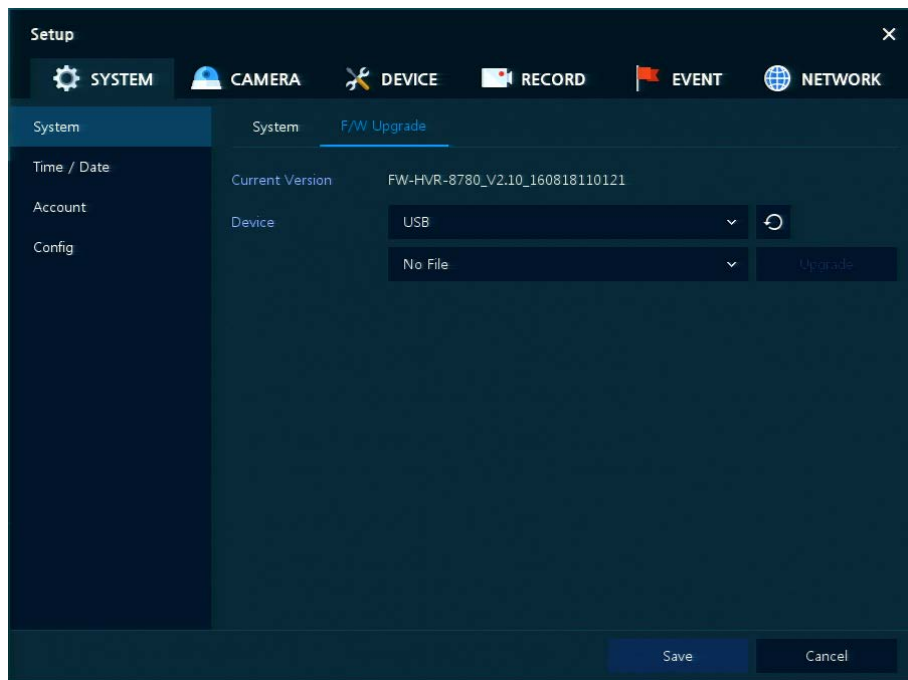 Setup
SYSTEM CAMERA DEVICE RECORD EVENT NETWORK
System System F/W Upgrade
Time / Date
Current Version FW-HVR-8780_V2.10_160818110121
Account
Device USB
Config
No File Upgrade
Save Cancel